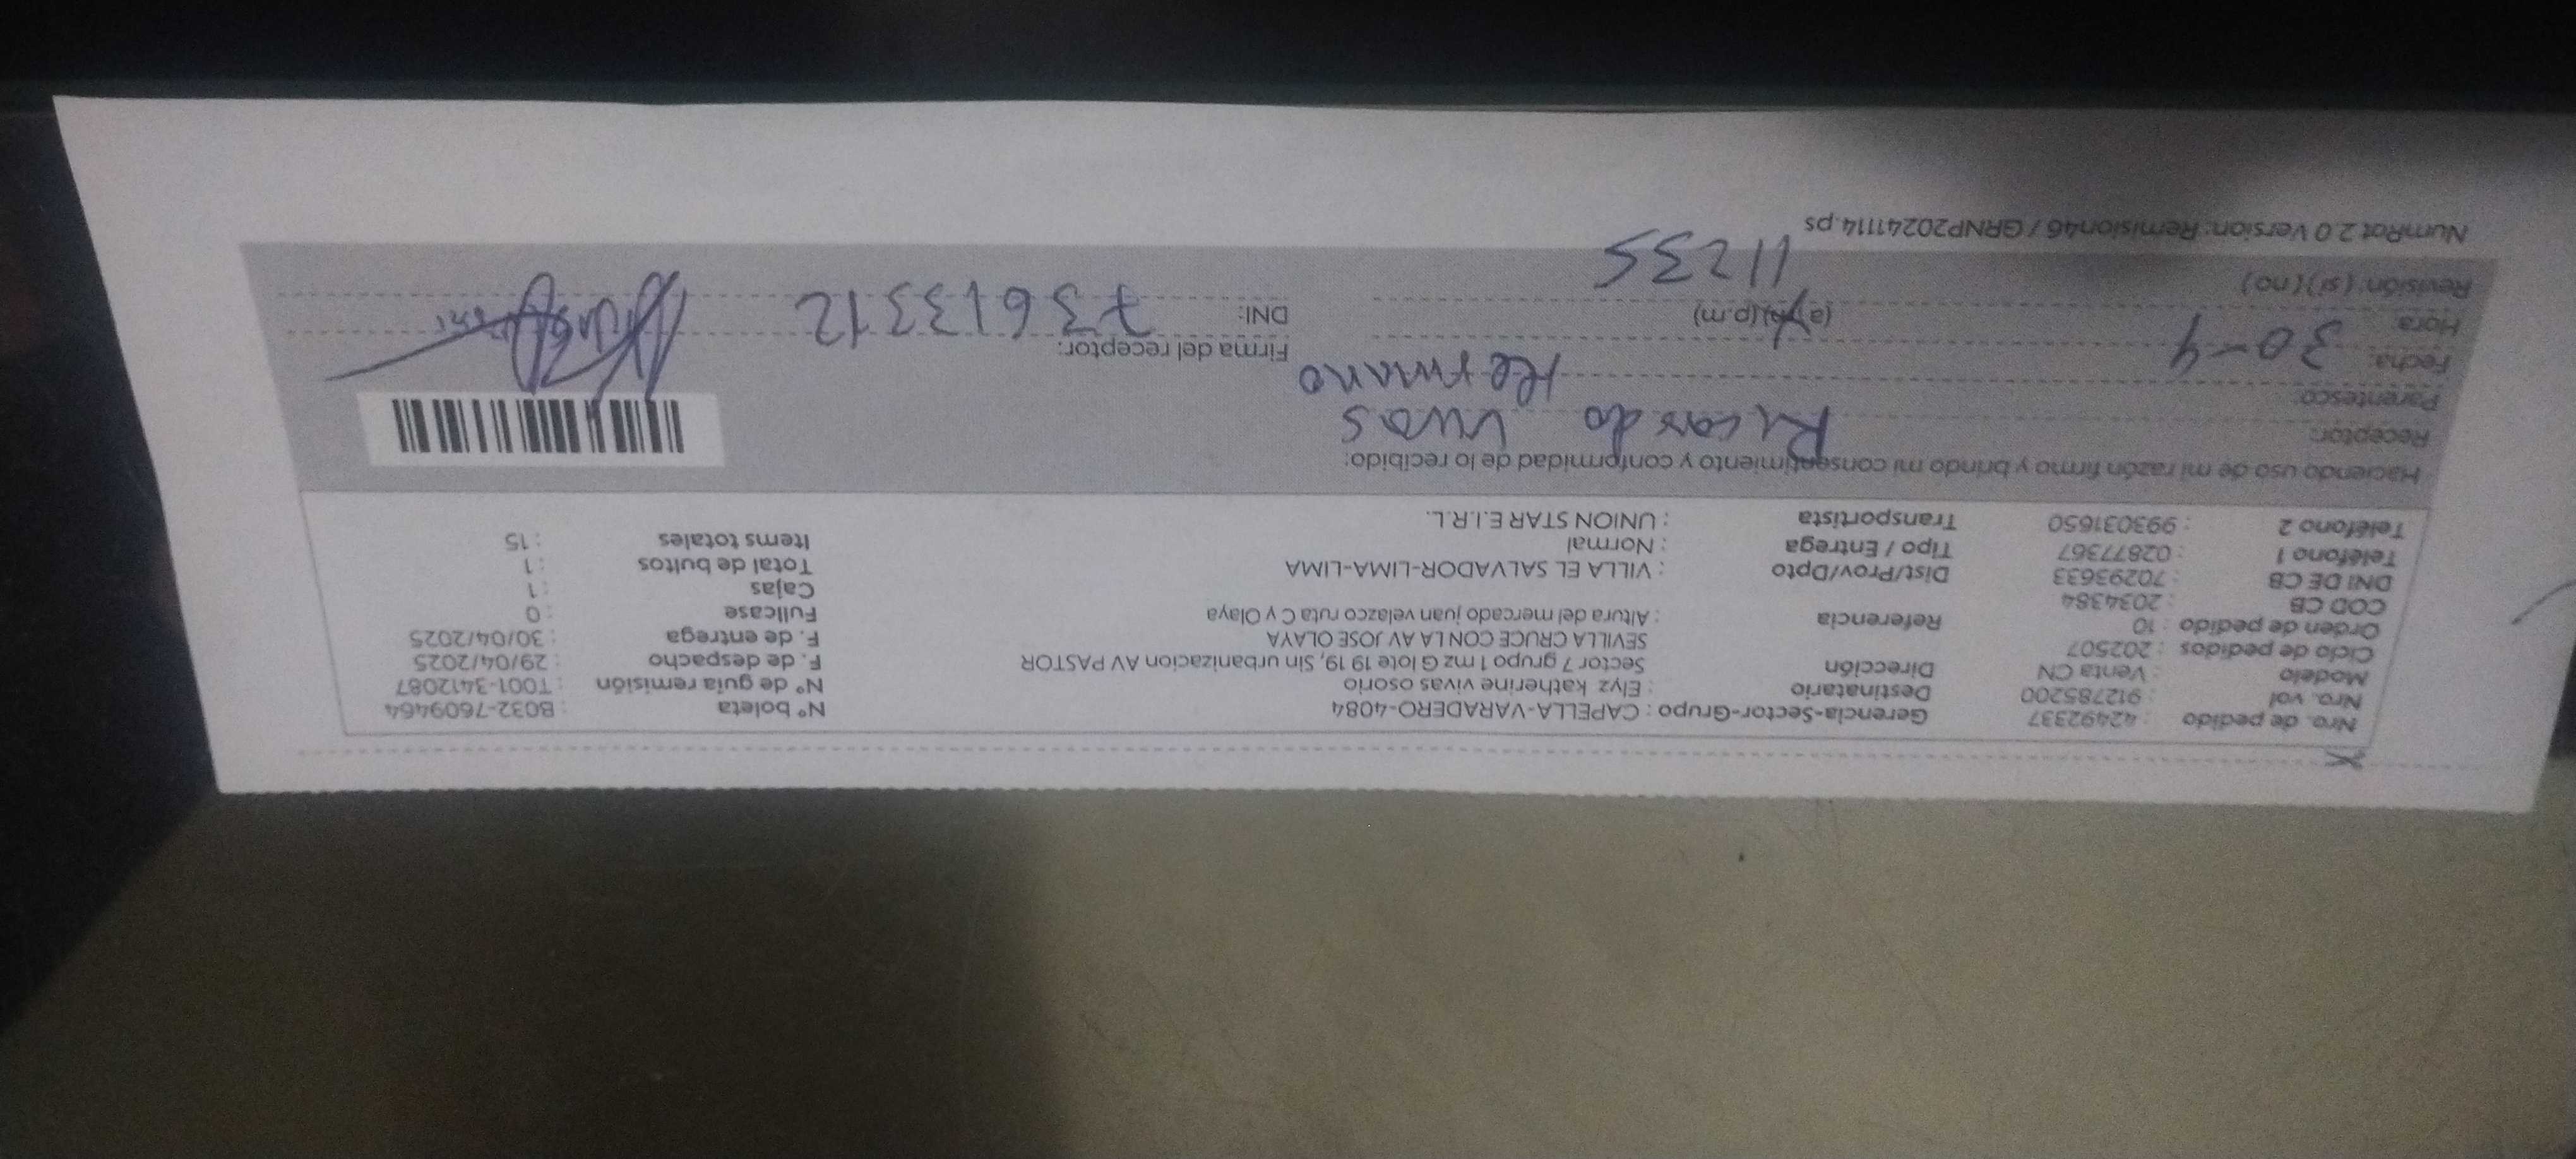 Nro. de pedido : 42492337 Gerencia-Sector-Grupo : CAPELLA-VARADERO-4084 N° boleta : B032-7609464
Nro. vol : 912785200 Destinatario : Elyz katherine vivas osorio N° de guía remisión : T001-3412087
Modelo : Venta CN Dirección Sector 7 grupo 1 mz G lote 19 19, Sin urbanizacion AV PASTOR F. de despacho : 29/04/2025
Ciclo de pedidos : 202507 SEVILLA CRUCE CON LA AV JOSE OLAYA F. de entrega : 30/04/2025
Orden de pedido : 10 Referencia : Altura del mercado juan velazco ruta C y Olaya Fullcase : 0
COD CB : 2034384 Cajas : 1
DNI DE CB : 70293633 Dist/Prov/Dpto : VILLA EL SALVADOR-LIMA-LIMA Total de bultos : 1
Teléfono 1 : 02877367 Tipo / Entrega : Normal Items totales : 15
Teléfono 2 : 993031650 Transportista : UNION STAR E.I.R.L.
Haciendo uso de mi razón firmo y brindo mi consentimiento y conformidad de lo recibido:
Receptor: Ricardo vivas
Parentesco: Hermano
Fecha: 30-4 Firma del receptor:
Hora (a.m)(p.m) DNI: 73613312
Revisión: (si) (no) 11235
NumRot 2.0 Version: Remision46 / GRNP20241114.ps